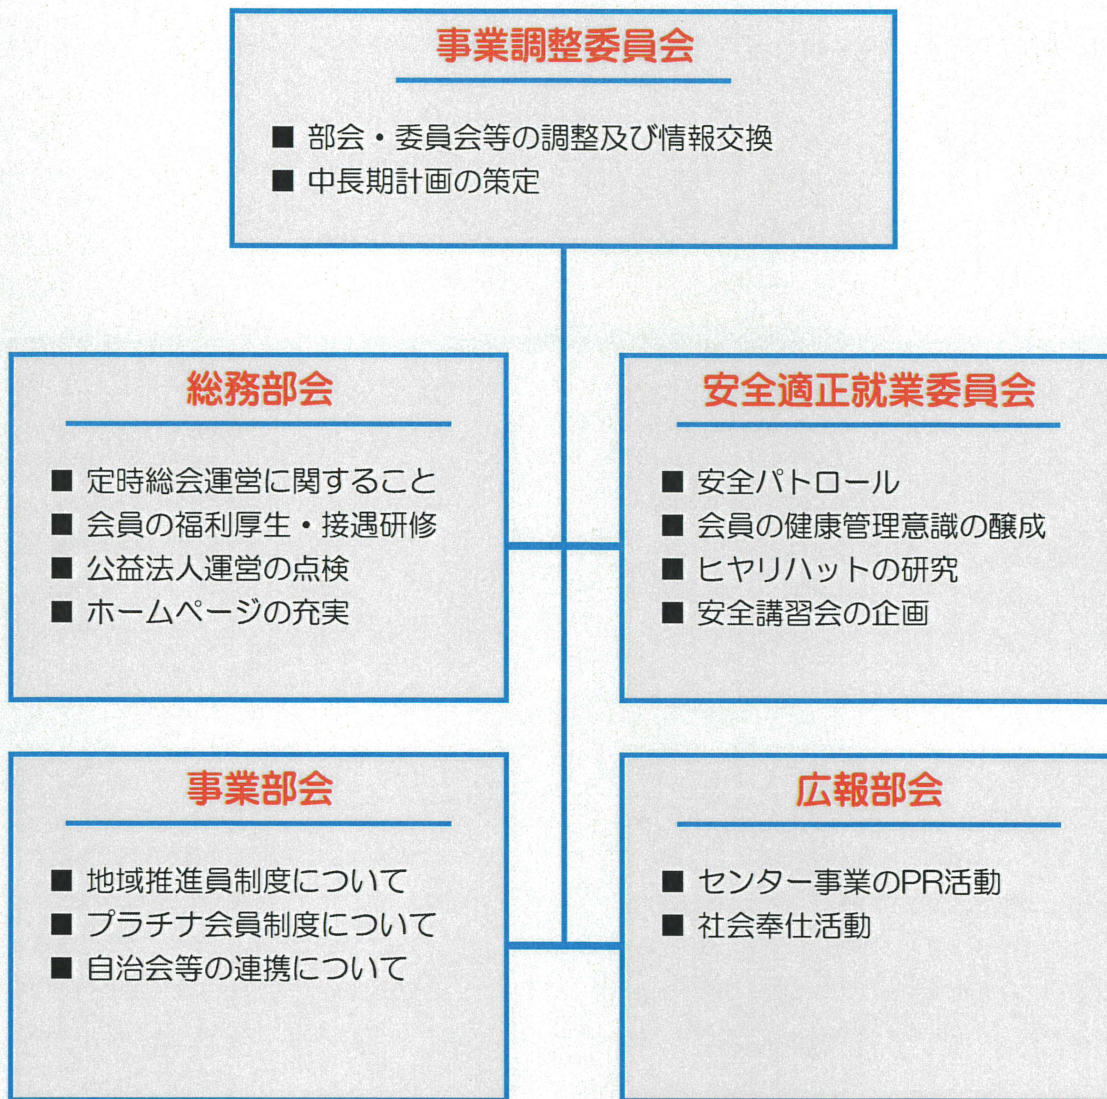 事業調整委員会
■ 部会・委員会等の調整及び情報交換
■ 中長期計画の策定
総務部会
■ 定時総会運営に関すること
■ 会員の福利厚生・接遇研修
■ 公益法人運営の点検
■ ホームページの充実
安全適正就業委員会
■ 安全パトロール
■ 会員の健康管理意識の醸成
■ ヒヤリハットの研究
■ 安全講習会の企画
事業部会
■ 地域推進員制度について
■ プラチナ会員制度について
■ 自治会等の連携について
広報部会
■ センター事業のPR活動
■ 社会奉仕活動